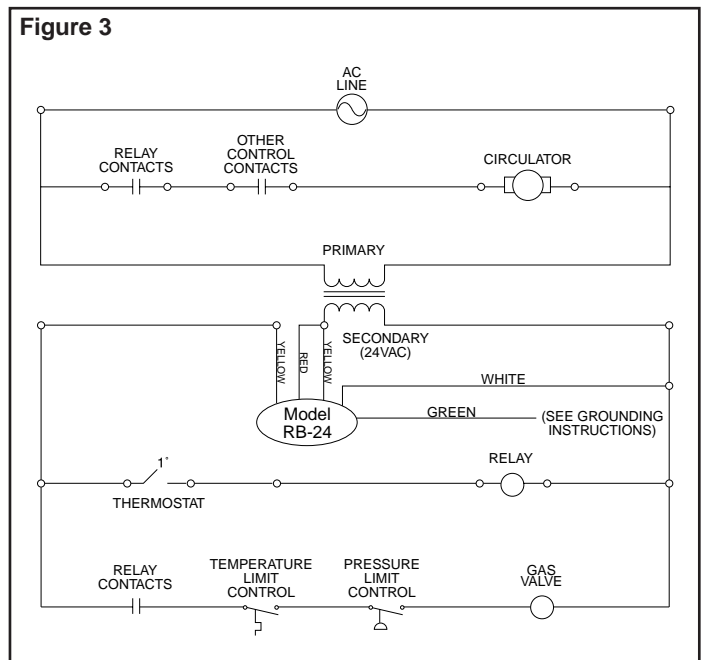 Figure 3
AC
LINE
RELAY
CONTACTS
OTHER
CONTROL
CONTACTS
CIRCULATOR
PRIMARY
SECONDARY
(24VAC)
YELLOW
RED
YELLOW
WHITE
Model
RB-24
GREEN
(SEE GROUNDING
INSTRUCTIONS)
1°
THERMOSTAT
RELAY
RELAY
CONTACTS
TEMPERATURE
LIMIT
CONTROL
PRESSURE
LIMIT
CONTROL
GAS
VALVE